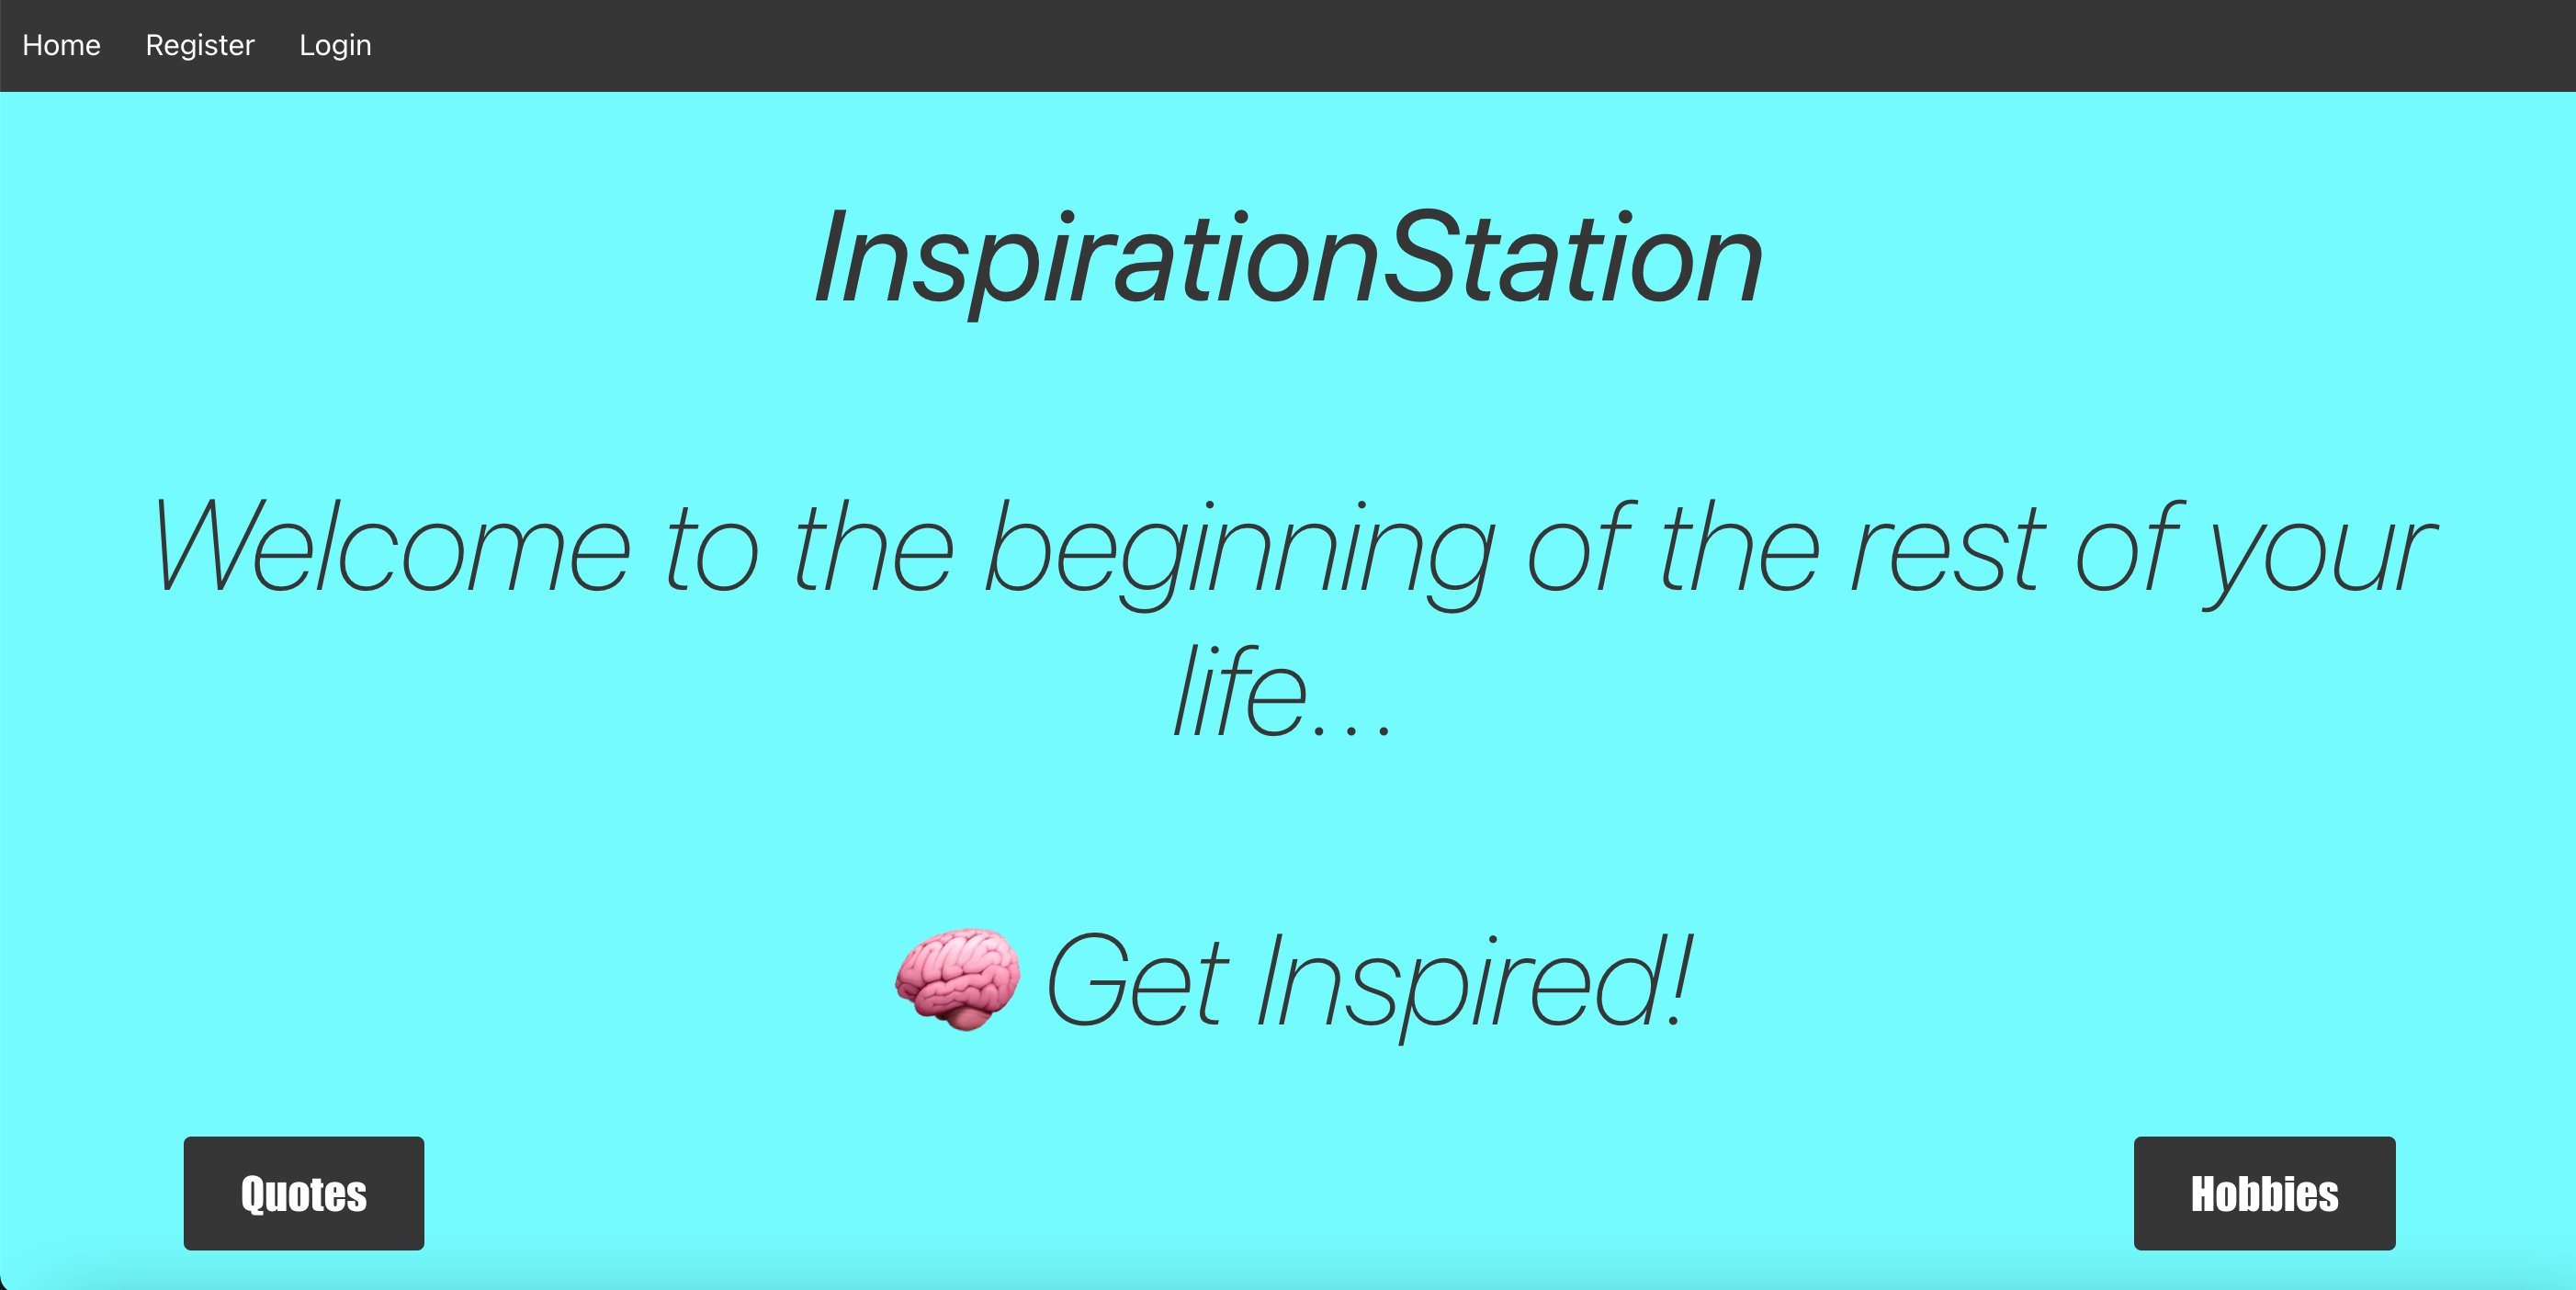 Home Register Login
InspirationStation
Welcome to the beginning of the rest of your
life...
🧠 Get Inspired!
Quotes Hobbies